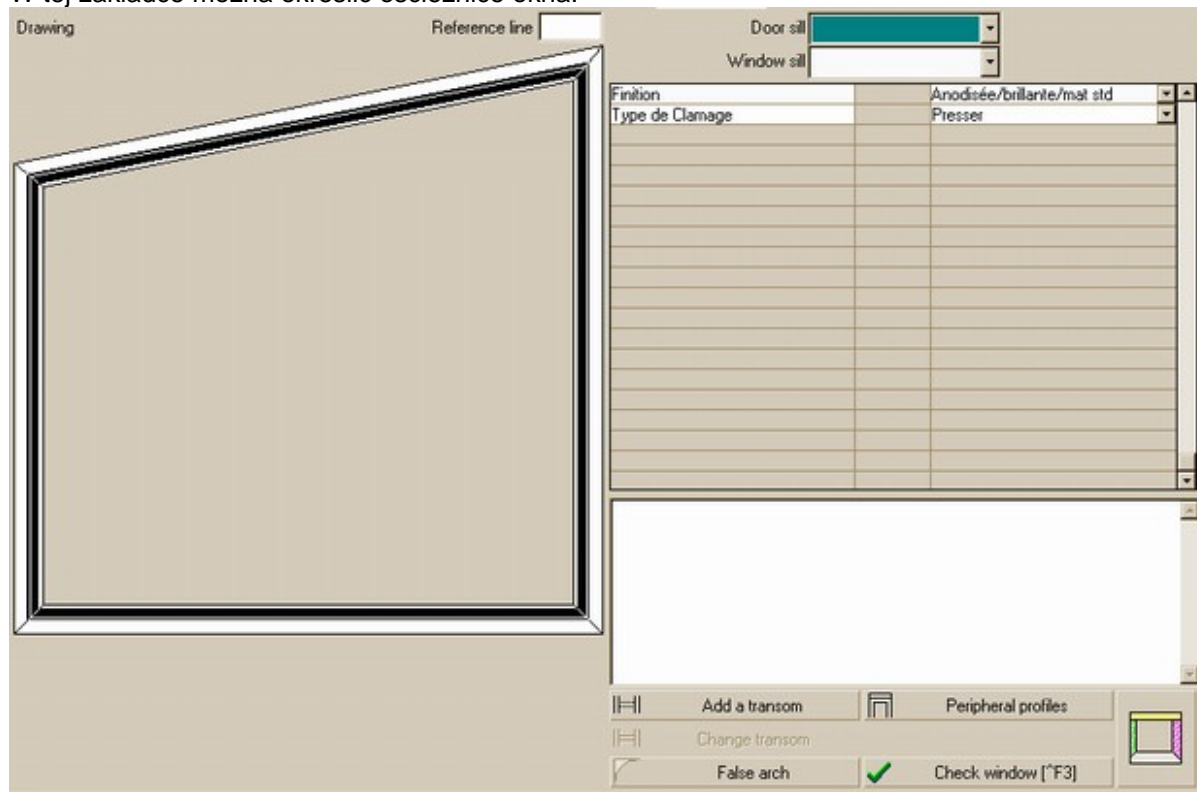 Drawing
Reference line
Door sill
Window sill
Finition Anodisée/brillante/mat std
Type de Clamage Presser
Add a transom Peripheral profiles
Change transom
False arch Check window [^F3]